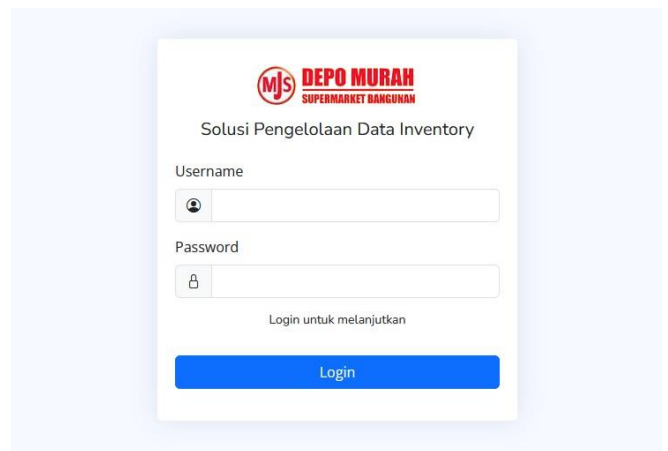 MJS DEPO MURAH
SUPERMARKET BANGUNAN
Solusi Pengelolaan Data Inventory
Username
Password
Login untuk melanjutkan
Login